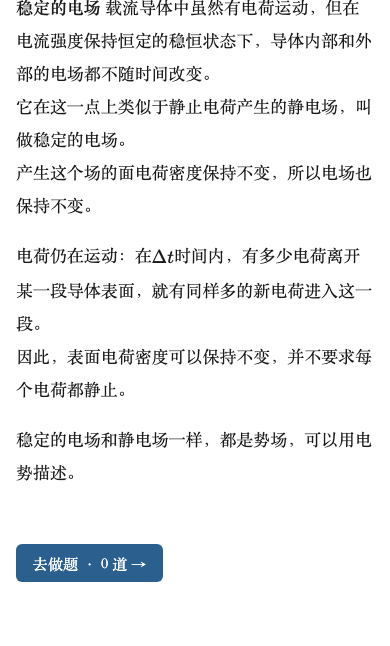 稳定的电场 载流导体中虽然有电荷运动，但在
电流强度保持恒定的稳恒状态下，导体内部和外
部的电场都不随时间改变。
它在这一点上类似于静止电荷产生的静电场，叫
做稳定的电场。
产生这个场的面电荷密度保持不变，所以电场也
保持不变。
电荷仍在运动：在Δt时间内，有多少电荷离开
某一段导体表面，就有同样多的新电荷进入这一
段。
因此，表面电荷密度可以保持不变，并不要求每
个电荷都静止。
稳定的电场和静电场一样，都是势场，可以用电
势描述。
去做题 · 0 道 →